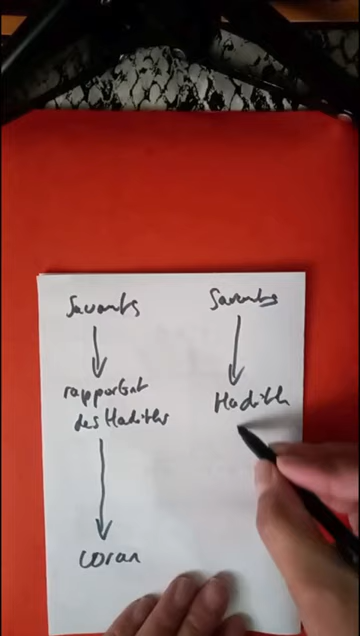 Savants
rapportent
des Hadiths
Coran
Savants
Hadith